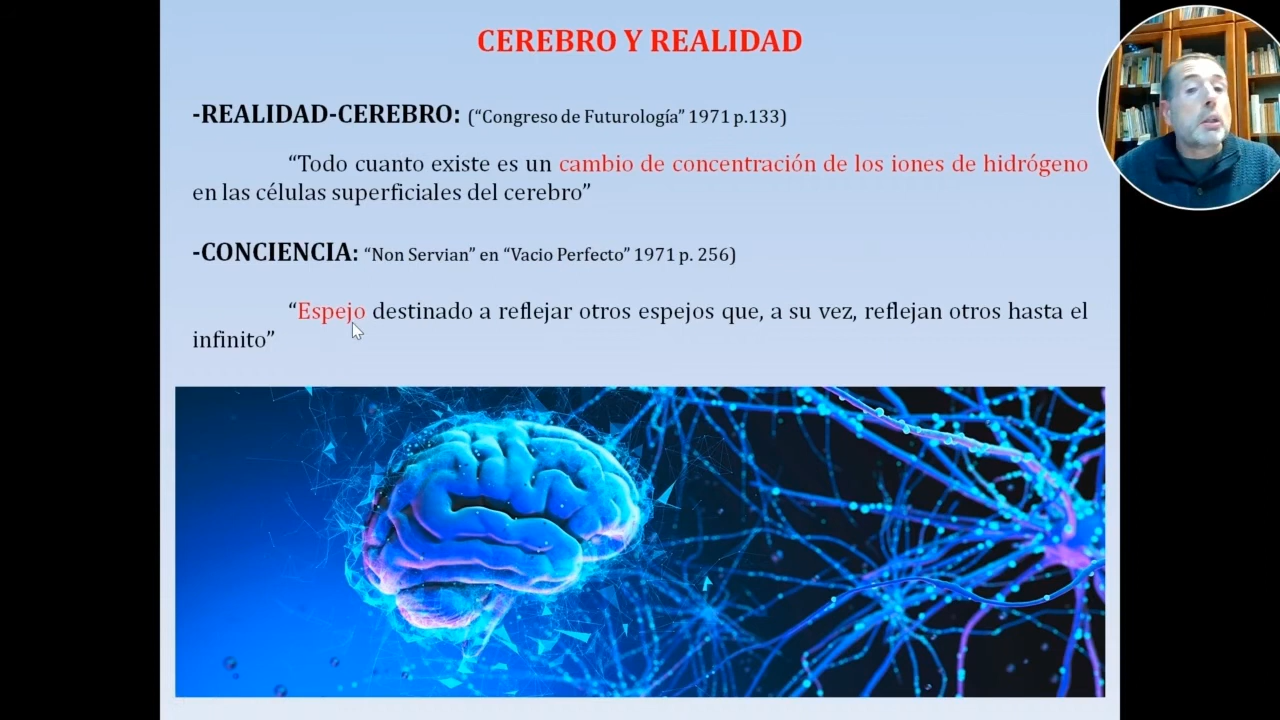 CEREBRO Y REALIDAD
-REALIDAD-CEREBRO: (“Congreso de Futurología” 1971 p.133)
“Todo cuanto existe es un cambio de concentración de los iones de hidrógeno
en las células superficiales del cerebro”
-CONCIENCIA: “Non Servian” en “Vacio Perfecto” 1971 p. 256)
“Espejo destinado a reflejar otros espejos que, a su vez, reflejan otros hasta el
infinito”